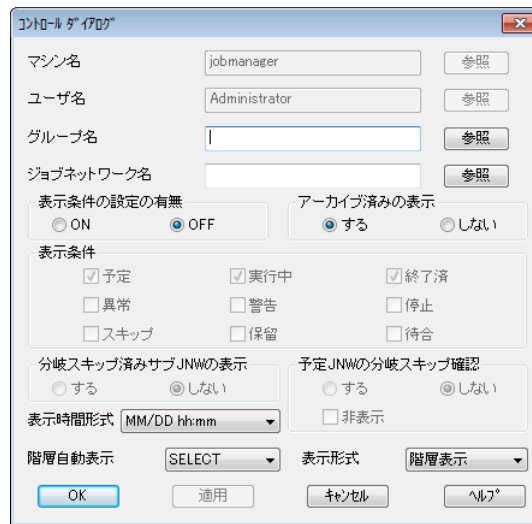 コントロール ダイアログ
マシン名 jobmanager 参照
ユーザ名 Administrator 参照
グループ名 参照
ジョブネットワーク名 参照
表示条件の設定の有無 アーカイブ済みの表示
ON OFF する しない
表示条件
予定 実行中 終了済
異常 警告 停止
スキップ 保留 待合
分岐スキップ済みサブJNWの表示 予定JNWの分岐スキップ確認
する しない する しない
表示時間形式 MM/DD hh:mm 非表示
階層自動表示 SELECT 表示形式 階層表示
OK 適用 キャンセル ヘルプ